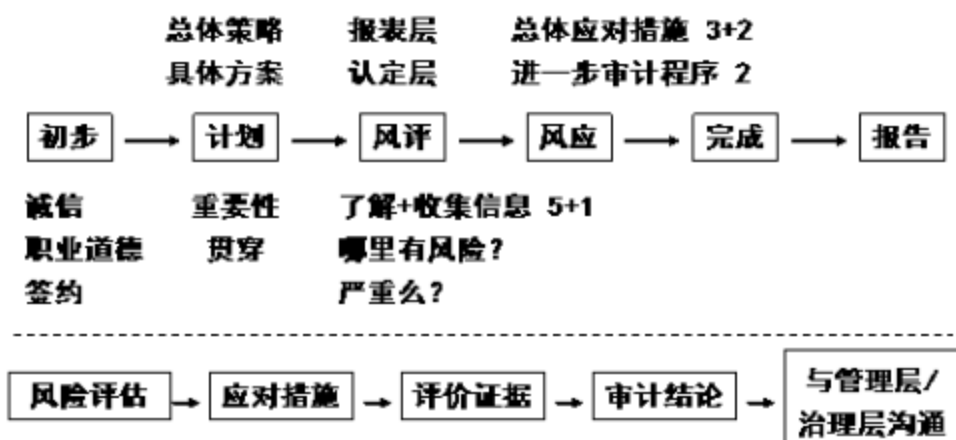 总体策略 报表层 总体应对措施 3+2
具体方案 认定层 进一步审计程序 2
初步 计划 风评 风应 完成 报告
诚信 重要性 了解+收集信息 5+1
职业道德 贯穿 哪里有风险?
签约 严重么?
风险评估 应对措施 评价证据 审计结论 与管理层/
治理层沟通